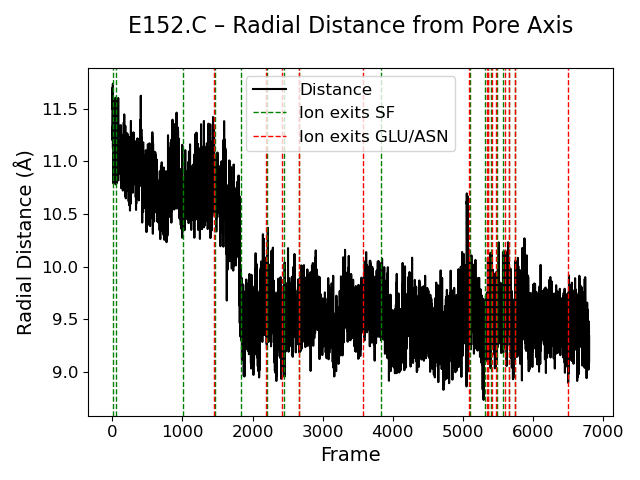 E152.C – Radial Distance from Pore Axis
Distance
Ion exits SF
Ion exits GLU/ASN
Radial Distance (Å)
11.5
11.0
10.5
10.0
9.5
9.0
0 1000 2000 3000 4000 5000 6000 7000
Frame